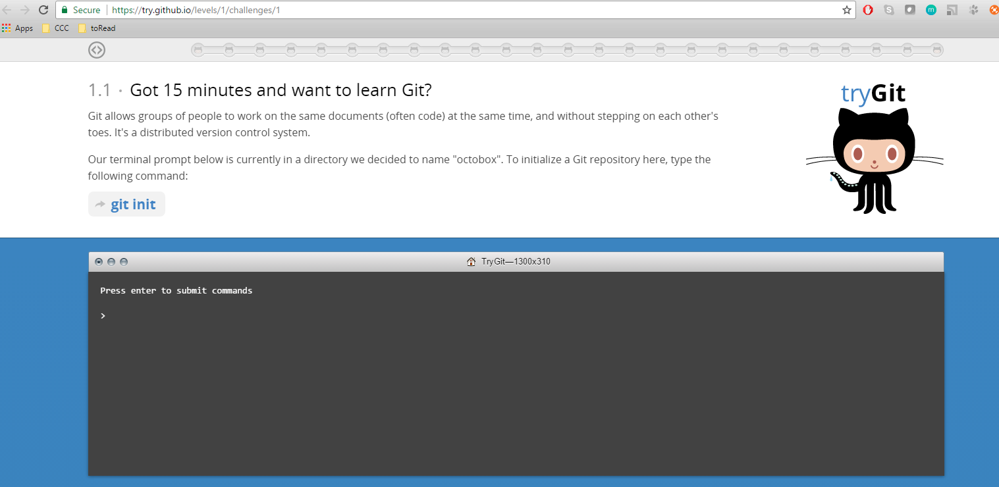 Secure https://try.github.io/levels/1/challenges/1
Apps CCC toRead
1.1 · Got 15 minutes and want to learn Git?
tryGit
Git allows groups of people to work on the same documents (often code) at the same time, and without stepping on each other's
toes. It's a distributed version control system.
Our terminal prompt below is currently in a directory we decided to name "octobox". To initialize a Git repository here, type the
following command:
git init
TryGit—1300x310
Press enter to submit commands
>